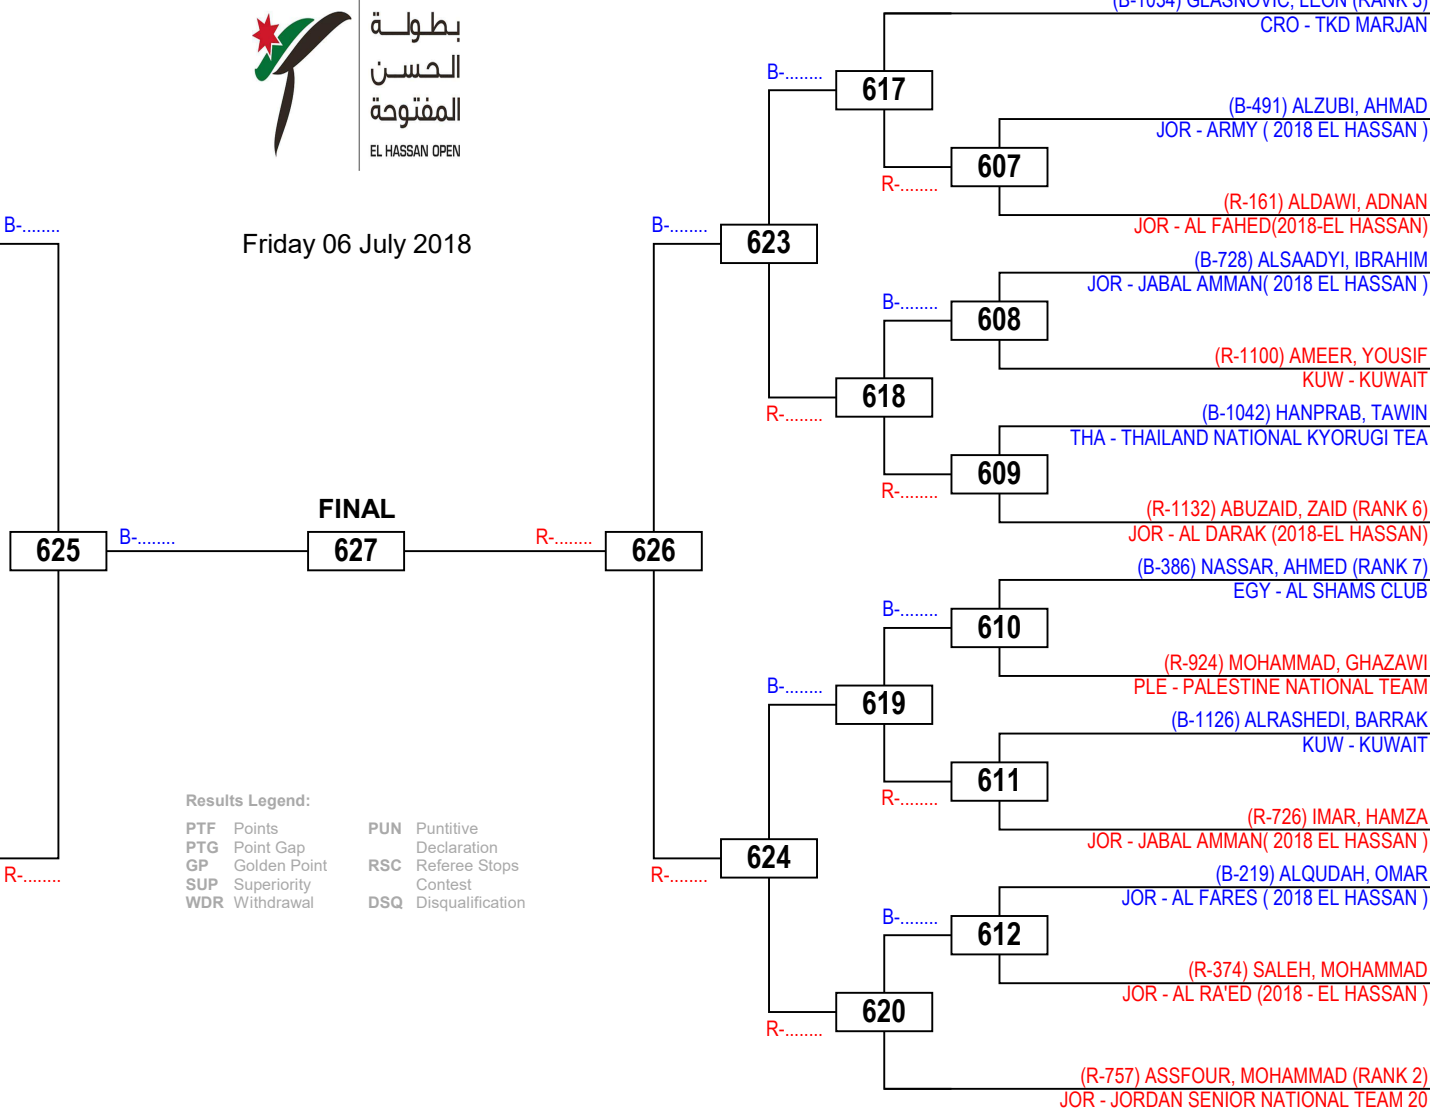 (B-1034) GLASNOVIC, LEON (RANK 3)
CRO - TKD MARJAN
بطولة
الحسن
المفتوحة
EL HASSAN OPEN
B-........
617
(B-491) ALZUBI, AHMAD
JOR - ARMY ( 2018 EL HASSAN )
607
R-........
(R-161) ALDAWI, ADNAN
JOR - AL FAHED(2018-EL HASSAN)
B-........
Friday 06 July 2018
B-........
623
(B-728) ALSAADYI, IBRAHIM
JOR - JABAL AMMAN( 2018 EL HASSAN )
B-........
608
(R-1100) AMEER, YOUSIF
KUW - KUWAIT
618
R-........
(B-1042) HANPRAB, TAWIN
THA - THAILAND NATIONAL KYORUGI TEA
609
R-........
(R-1132) ABUZAID, ZAID (RANK 6)
JOR - AL DARAK (2018-EL HASSAN)
FINAL
625
B-........
627
R-........
626
(B-386) NASSAR, AHMED (RANK 7)
EGY - AL SHAMS CLUB
B-........
610
(R-924) MOHAMMAD, GHAZAWI
PLE - PALESTINE NATIONAL TEAM
B-........
619
(B-1126) ALRASHEDI, BARRAK
KUW - KUWAIT
611
R-........
(R-726) IMAR, HAMZA
JOR - JABAL AMMAN( 2018 EL HASSAN )
Results Legend:
PTF Points
PTG Point Gap
GP Golden Point
SUP Superiority
WDR Withdrawal
PUN Puntitive
Declaration
RSC Referee Stops
Contest
DSQ Disqualification
R-........
R-........
624
(B-219) ALQUDAH, OMAR
JOR - AL FARES ( 2018 EL HASSAN )
B-........
612
(R-374) SALEH, MOHAMMAD
JOR - AL RA'ED (2018 - EL HASSAN )
620
R-........
(R-757) ASSFOUR, MOHAMMAD (RANK 2)
JOR - JORDAN SENIOR NATIONAL TEAM 20